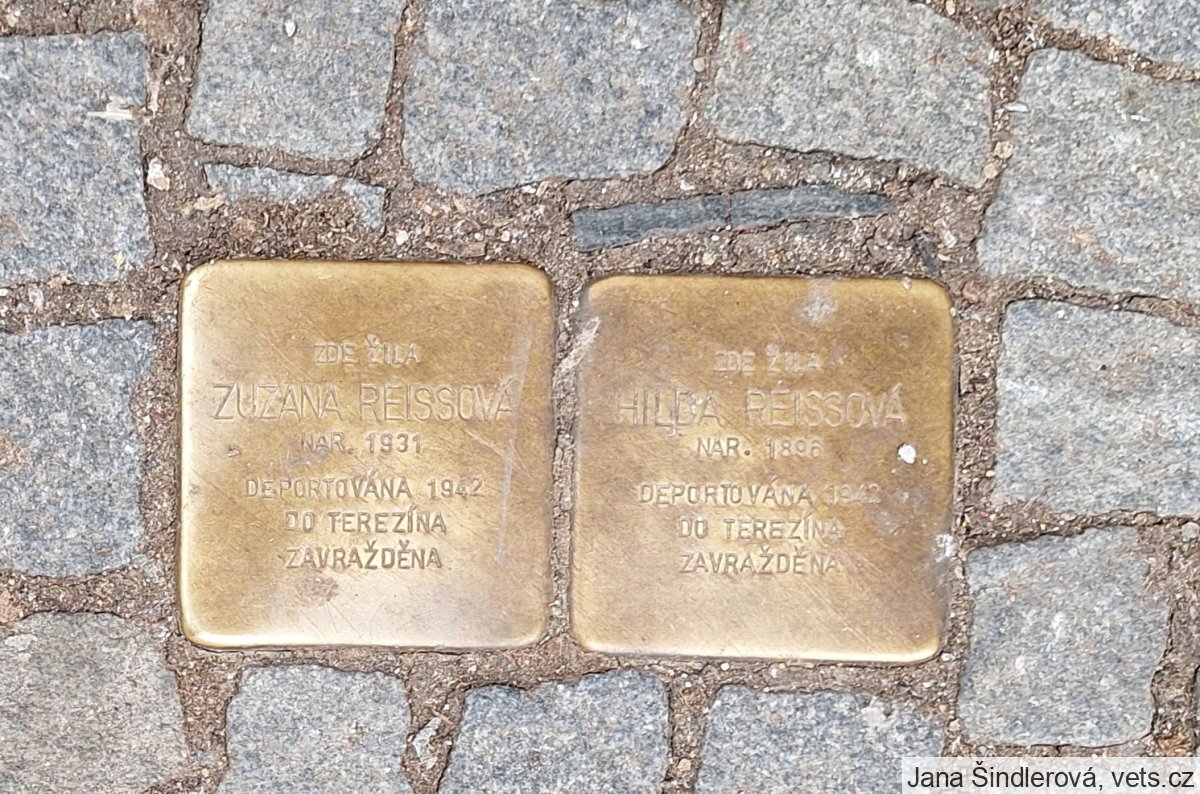 ZDE ŽILA
ZUZANA REISSOVÁ
NAR. 1931
DEPORTOVÁNA 1942
DO TEREZÍNA
ZAVRAŽDĚNA
ZDE ŽILA
HILDA REISSOVÁ
NAR. 1896
DEPORTOVÁNA 1942
DO TEREZÍNA
ZAVRAŽDĚNA
Jana Šindlerová, vets.cz